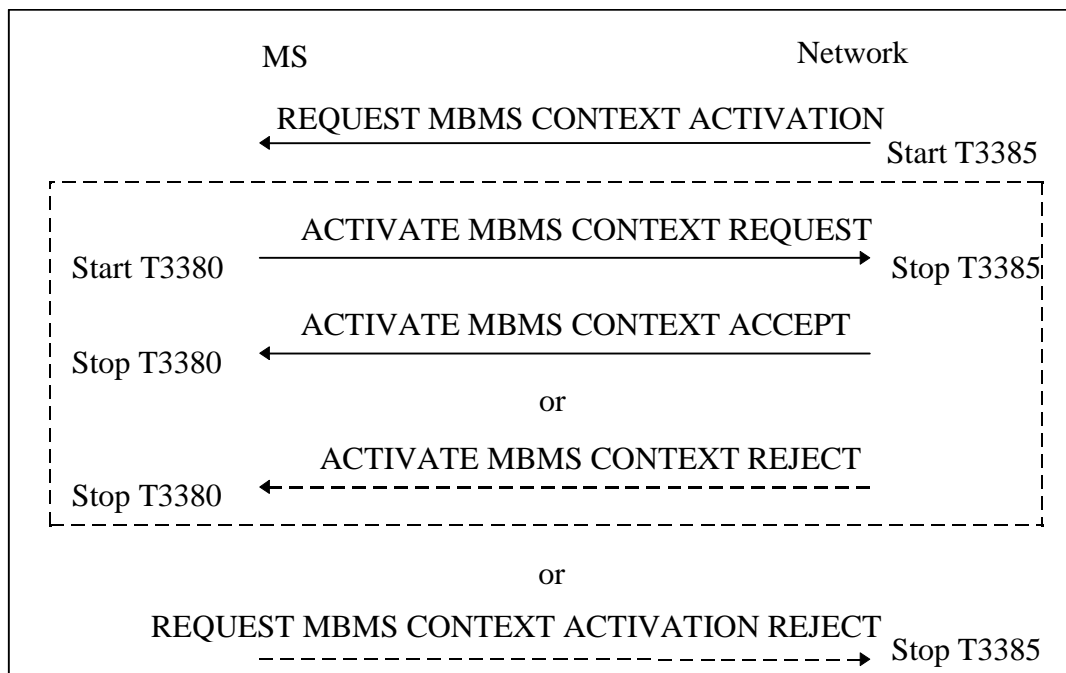 MS
Network
REQUEST MBMS CONTEXT ACTIVATION
Start T3385
ACTIVATE MBMS CONTEXT REQUEST
Start T3380
Stop T3385
ACTIVATE MBMS CONTEXT ACCEPT
Stop T3380
or
ACTIVATE MBMS CONTEXT REJECT
Stop T3380
or
REQUEST MBMS CONTEXT ACTIVATION REJECT
Stop T3385